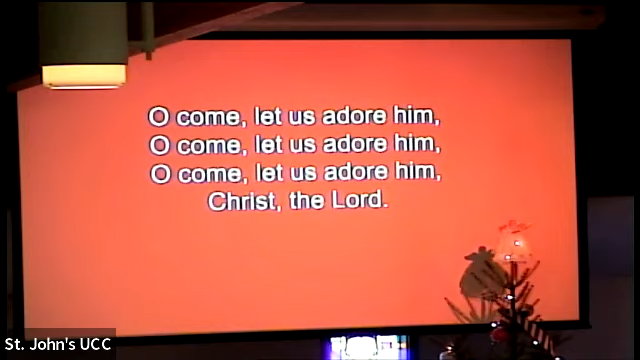 O come, let us adore him,
O come, let us adore him,
O come, let us adore him,
Christ, the Lord.
St. John's UCC